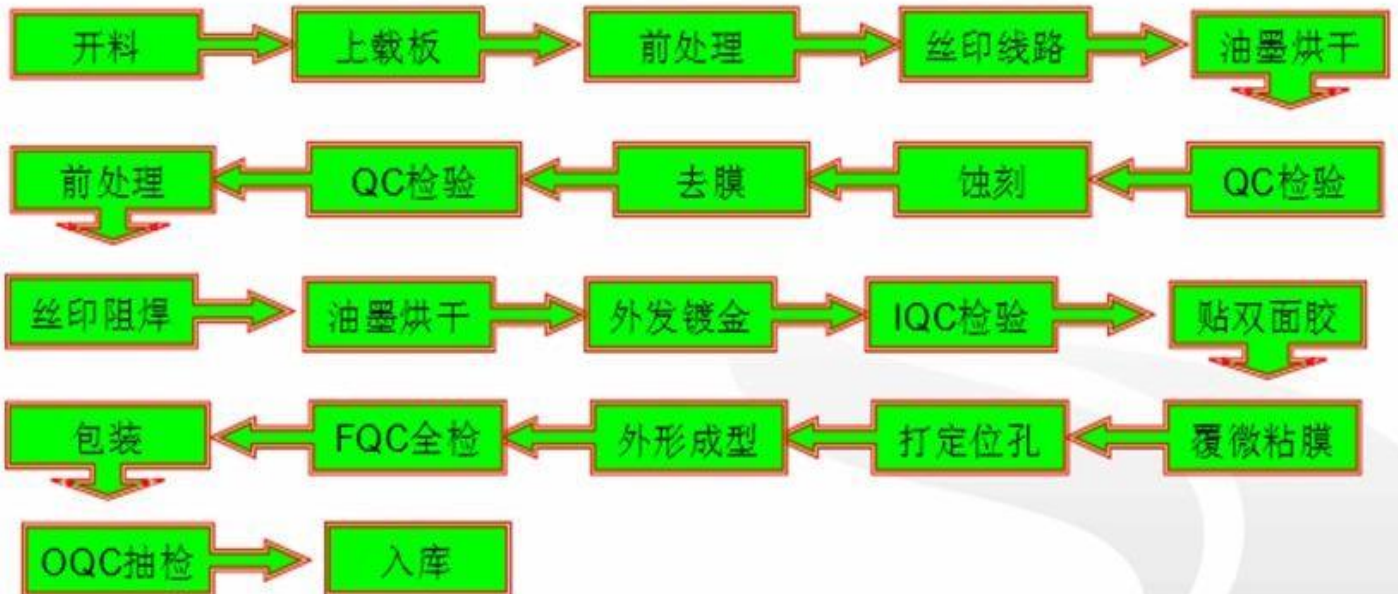 开料 上载板 前处理 丝印线路 油墨烘干
前处理 QC检验 去膜 蚀刻 QC检验
丝印阻焊 油墨烘干 外发镀金 IQC检验 贴双面胶
包装 FQC全检 外形成型 打定位孔 覆微粘膜
OQC抽检 入库